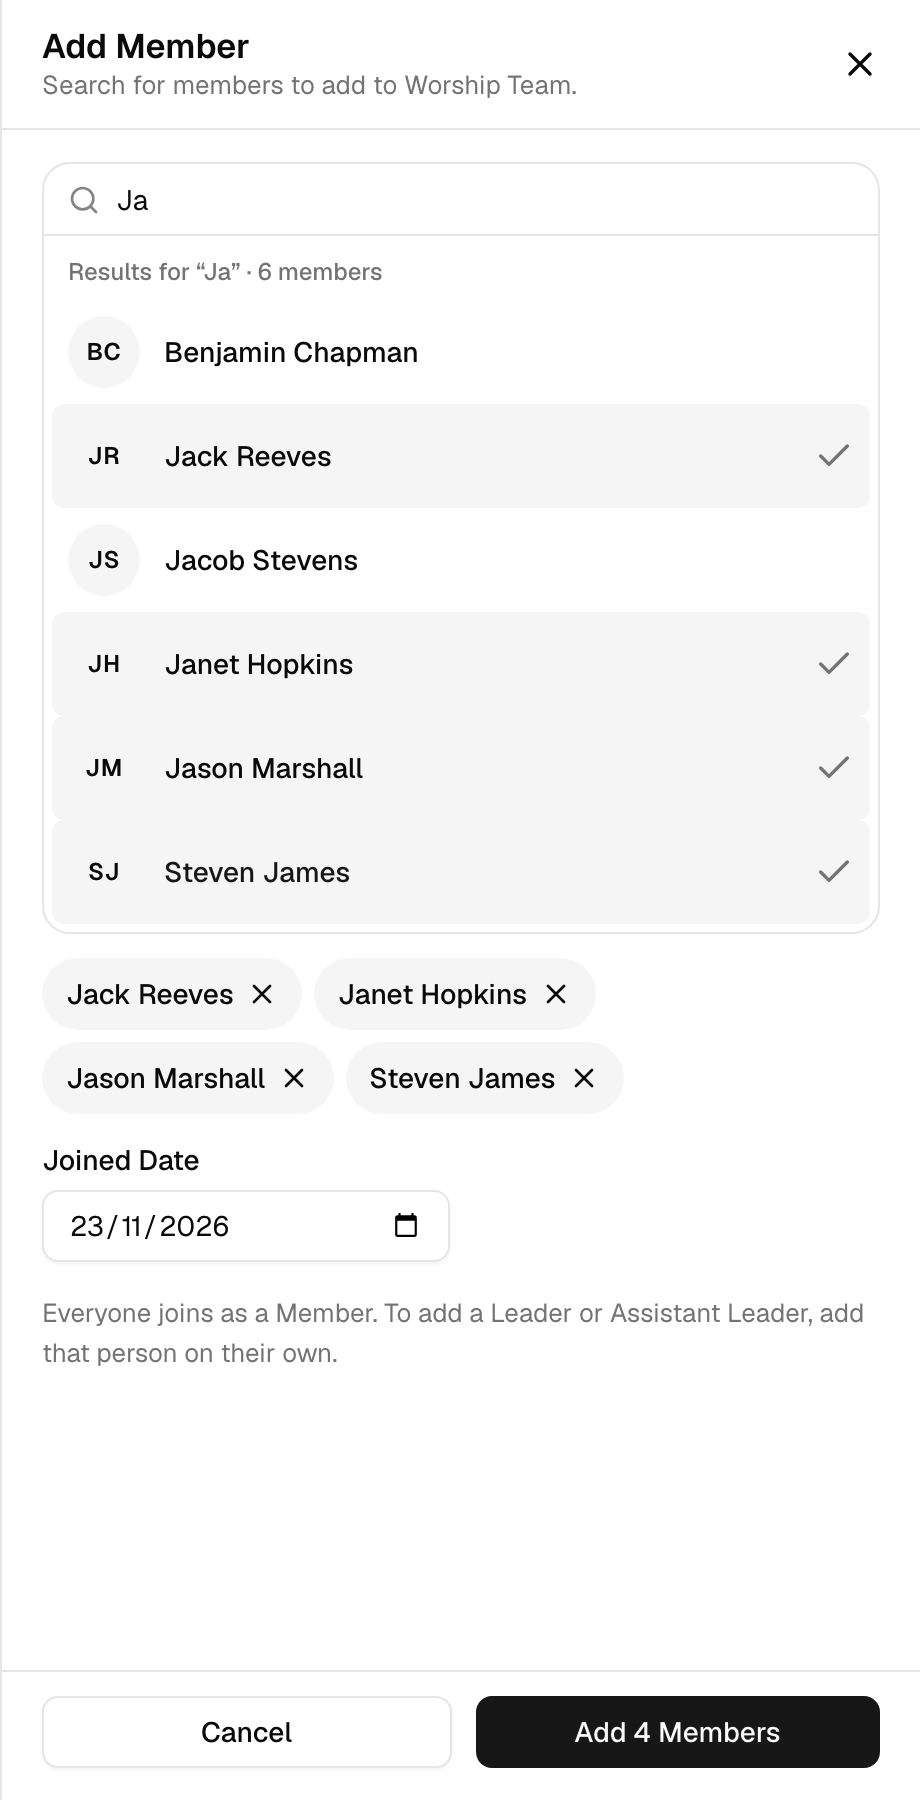 Add Member
Search for members to add to Worship Team.
Ja
Results for “Ja” · 6 members
BC Benjamin Chapman
JR Jack Reeves
JS Jacob Stevens
JH Janet Hopkins
JM Jason Marshall
SJ Steven James
Jack Reeves Janet Hopkins
Jason Marshall Steven James
Joined Date
23/11/2026
Everyone joins as a Member. To add a Leader or Assistant Leader, add
that person on their own.
Cancel Add 4 Members